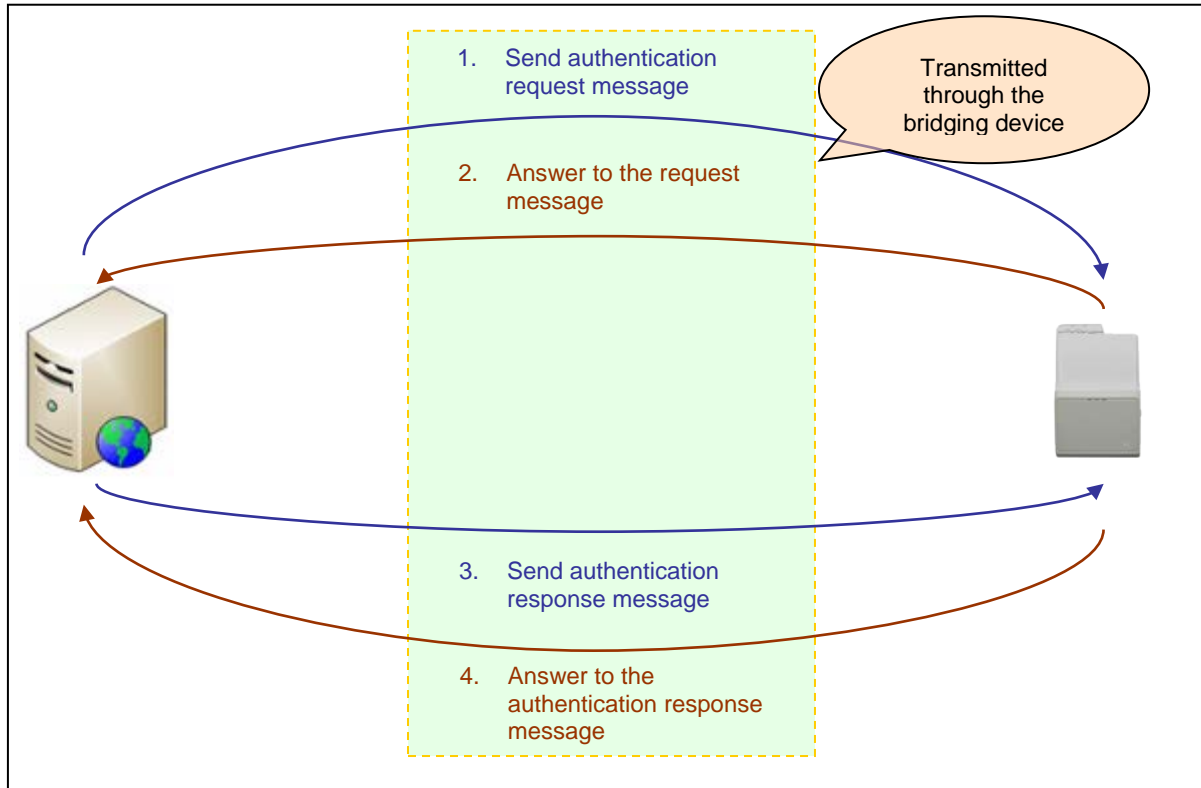 1. Send authentication
request message
Transmitted
through the
bridging device
2. Answer to the request
message
3. Send authentication
response message
4. Answer to the
authentication response
message